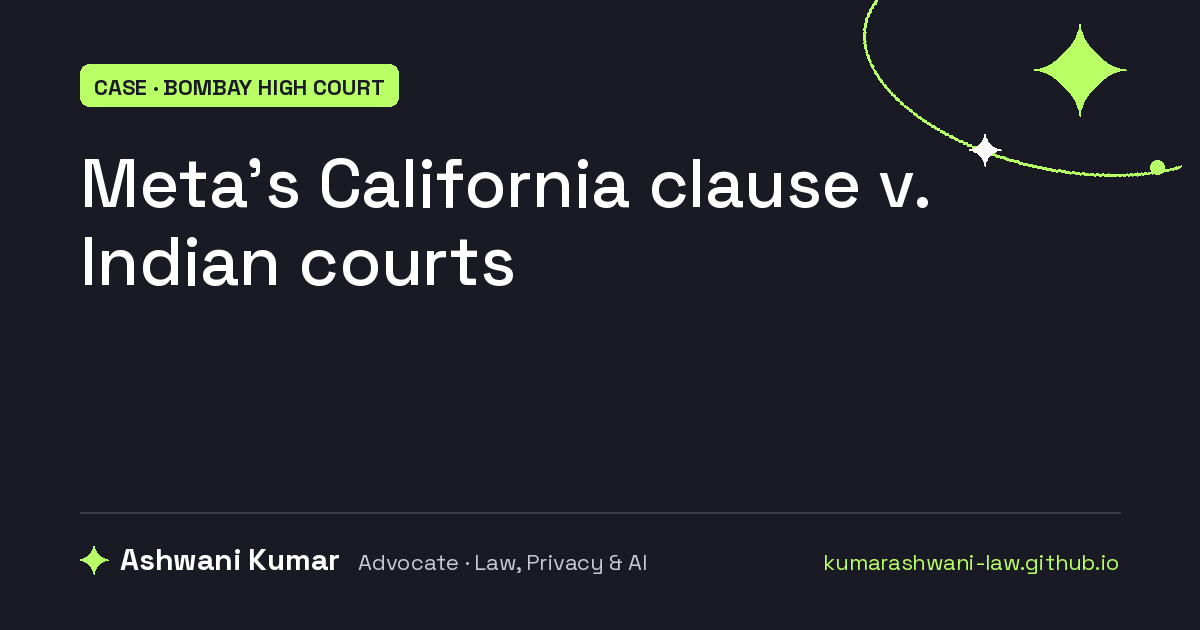 CASE · BOMBAY HIGH COURT
Meta’s California clause v.
Indian courts
Ashwani Kumar Advocate · Law, Privacy & AI kumarashwani-law.github.io